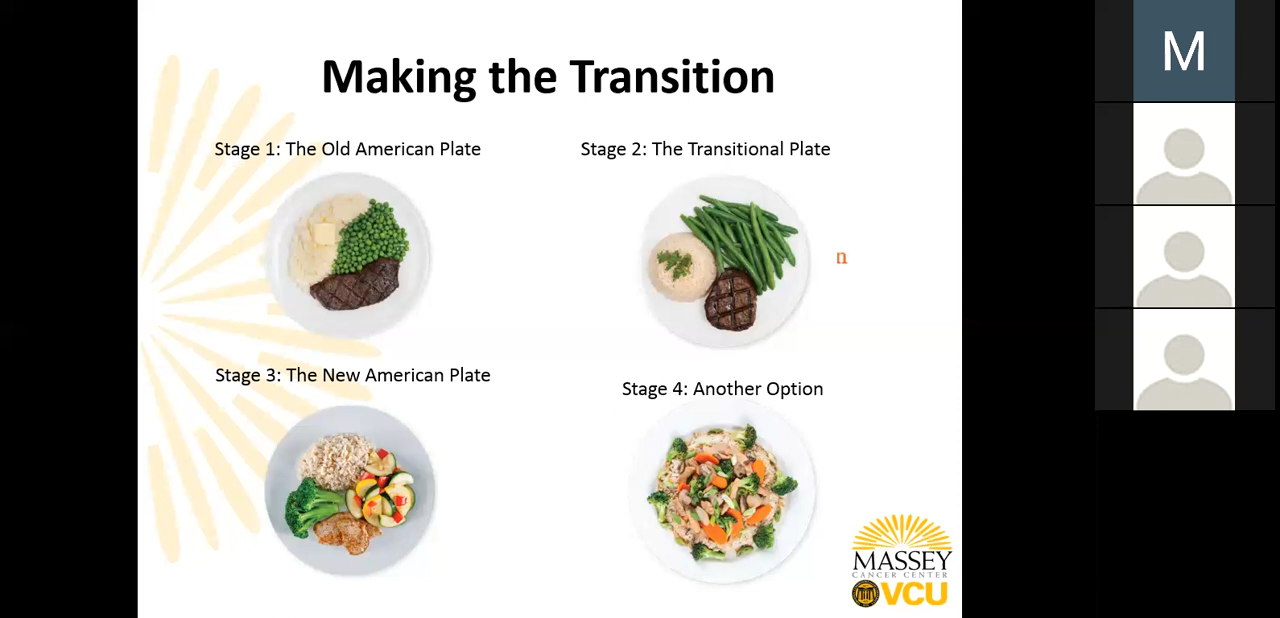 Making the Transition
Stage 1: The Old American Plate
Stage 2: The Transitional Plate
n
Stage 3: The New American Plate
Stage 4: Another Option
MASSEY
CANCER CENTER
VCU
M